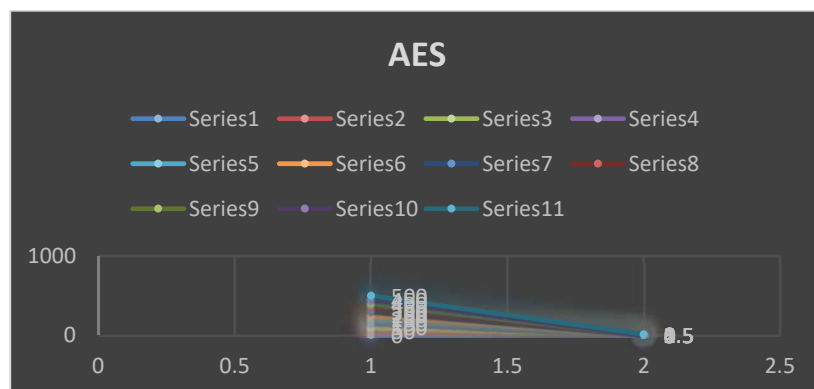 AES
Series1 Series2 Series3 Series4
Series5 Series6 Series7 Series8
Series9 Series10 Series11
1000
500
0
0 0.5 1 1.5 2 2.5